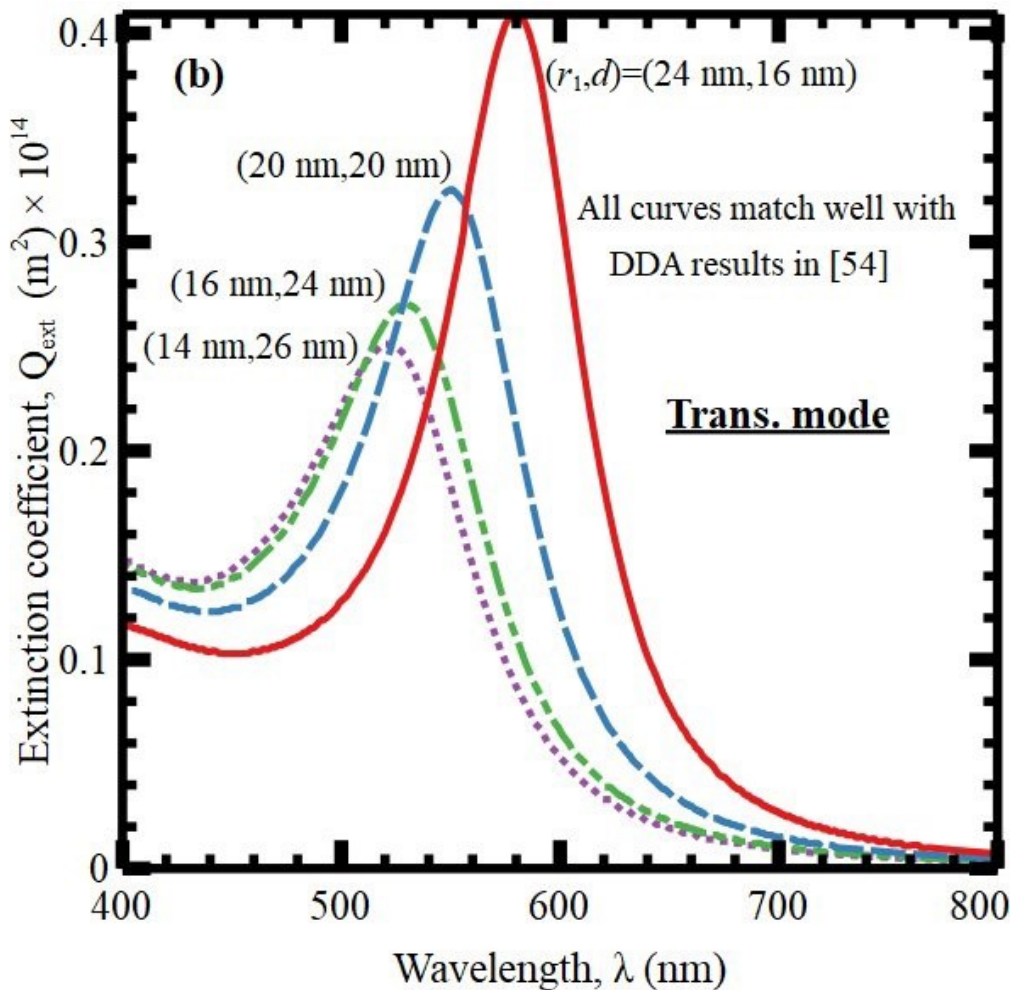 0.4
(b)
(r₁,d)=(24 nm,16 nm)
(20 nm,20 nm)
All curves match well with
DDA results in [54]
0.3
(16 nm,24 nm)
(14 nm,26 nm)
Trans. mode
0.2
0.1
0
Extinction coefficient, Qₑₓₜ (m²) × 10¹⁴
400 500 600 700 800
Wavelength, λ (nm)